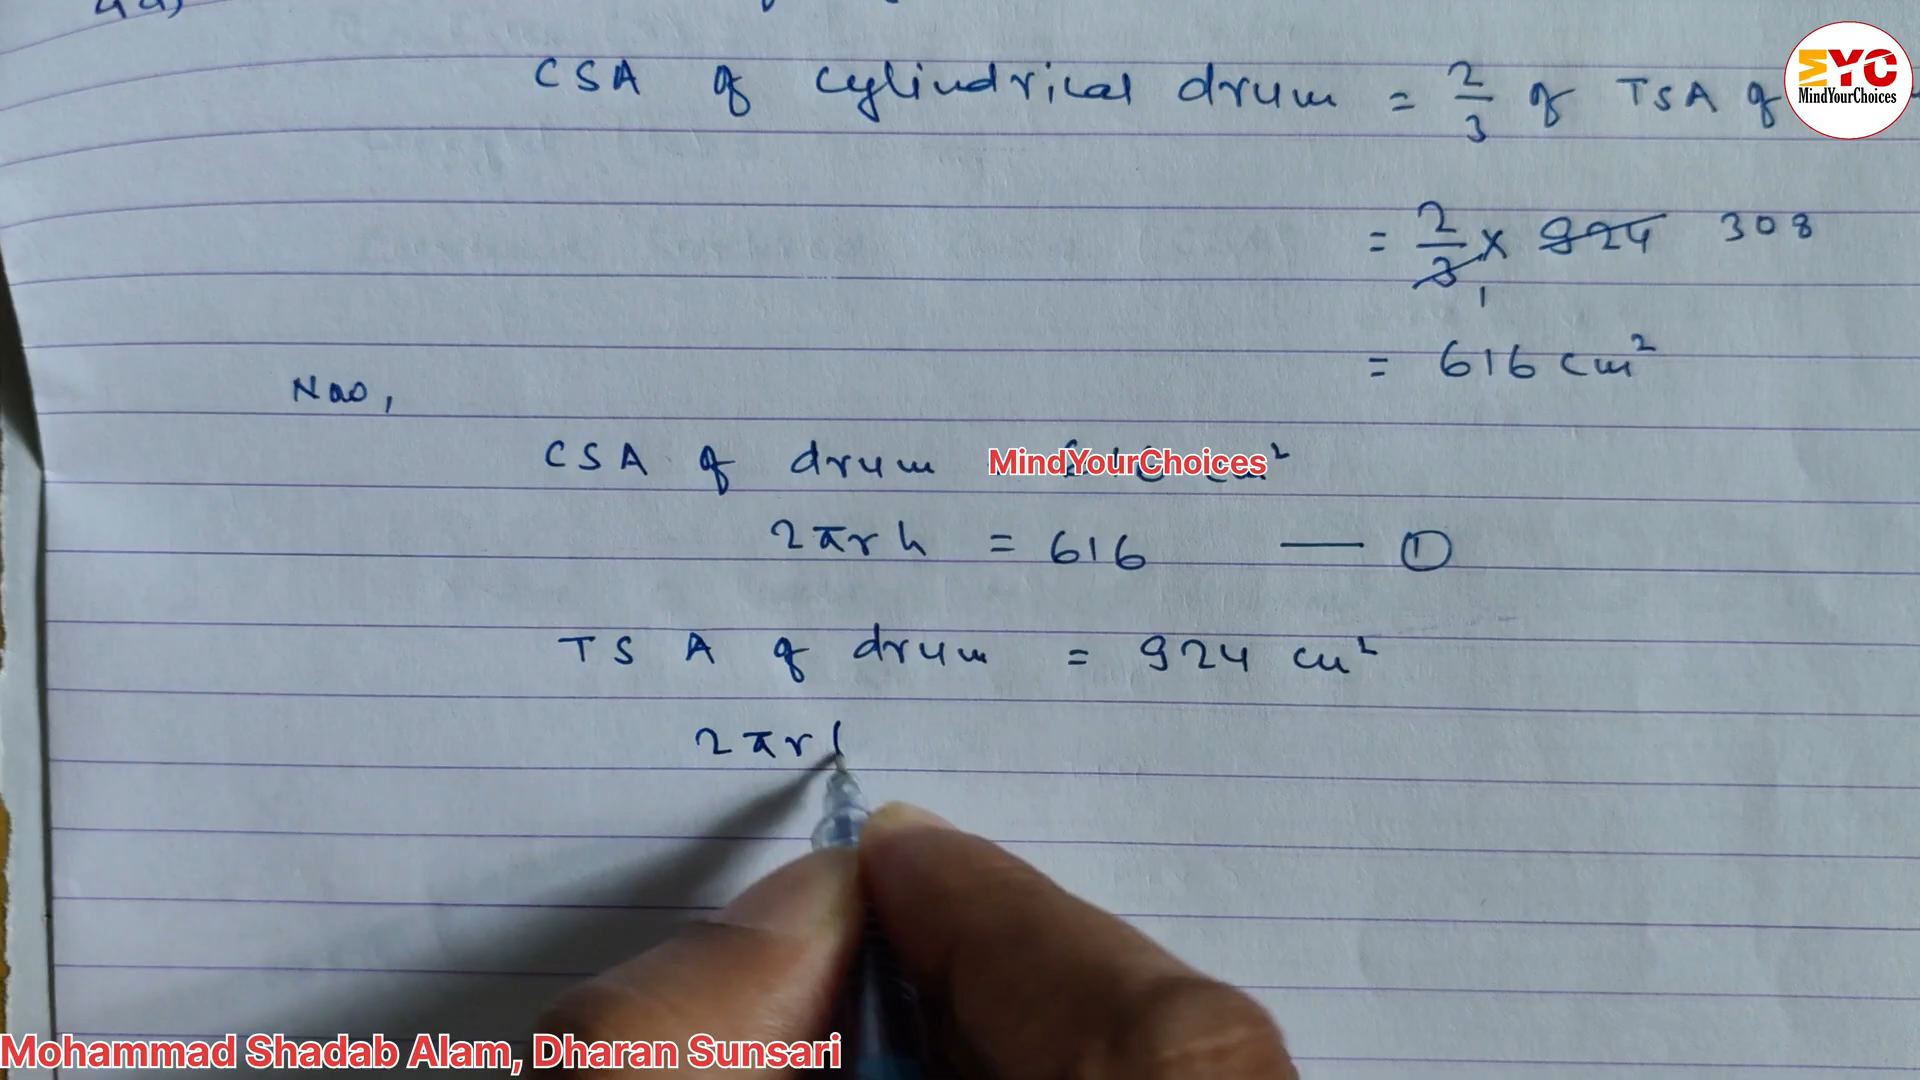 CSA of cylindrical drum = 2/3 of TSA of
MYC
MindYourChoices
= 2/3 × 924 308
1
= 616 cm²
Now,
CSA of drum
MindYourChoices
2πrh = 616 — ①
TSA of drum = 924 cm²
2πr(
Mohammad Shadab Alam, Dharan Sunsari